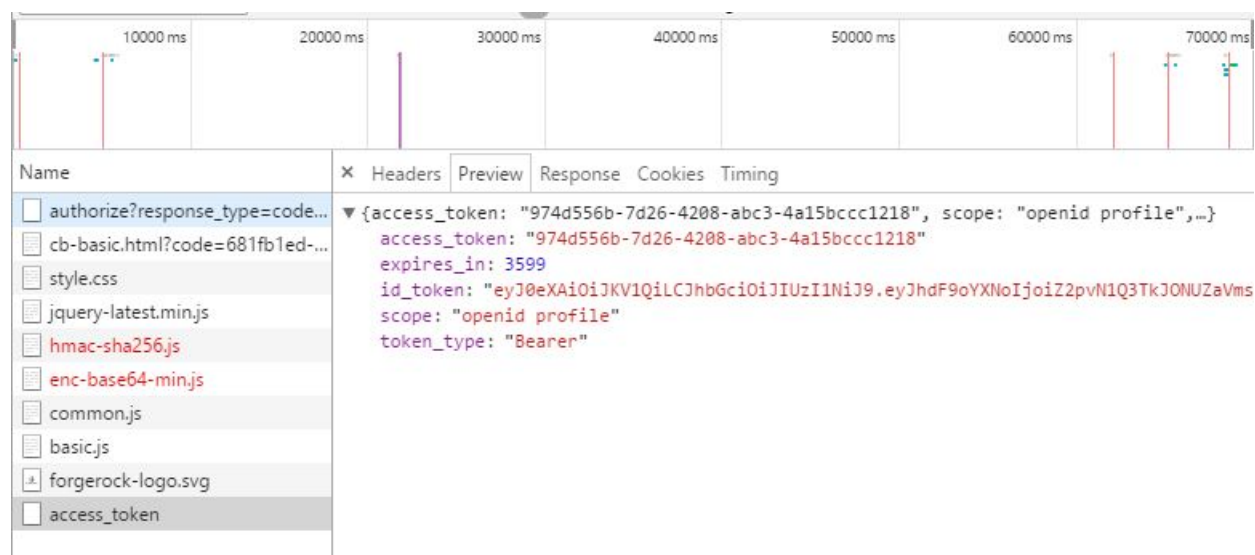 10000 ms 20000 ms 30000 ms 40000 ms 50000 ms 60000 ms 70000 ms
Name
× Headers Preview Response Cookies Timing
authorize?response_type=code...
cb-basic.html?code=681fb1ed-...
style.css
jquery-latest.min.js
hmac-sha256.js
enc-base64-min.js
common.js
basic.js
forgerock-logo.svg
access_token
▼{access_token: "974d556b-7d26-4208-abc3-4a15bccc1218", scope: "openid profile",…}
access_token: "974d556b-7d26-4208-abc3-4a15bccc1218"
expires_in: 3599
id_token: "eyJ0eXAiOiJKV1QiLCJhbGciOiJIUzI1NiJ9.eyJhdF9oYXNoIjoiZ2pvN1Q3TkJONUZaVms
scope: "openid profile"
token_type: "Bearer"